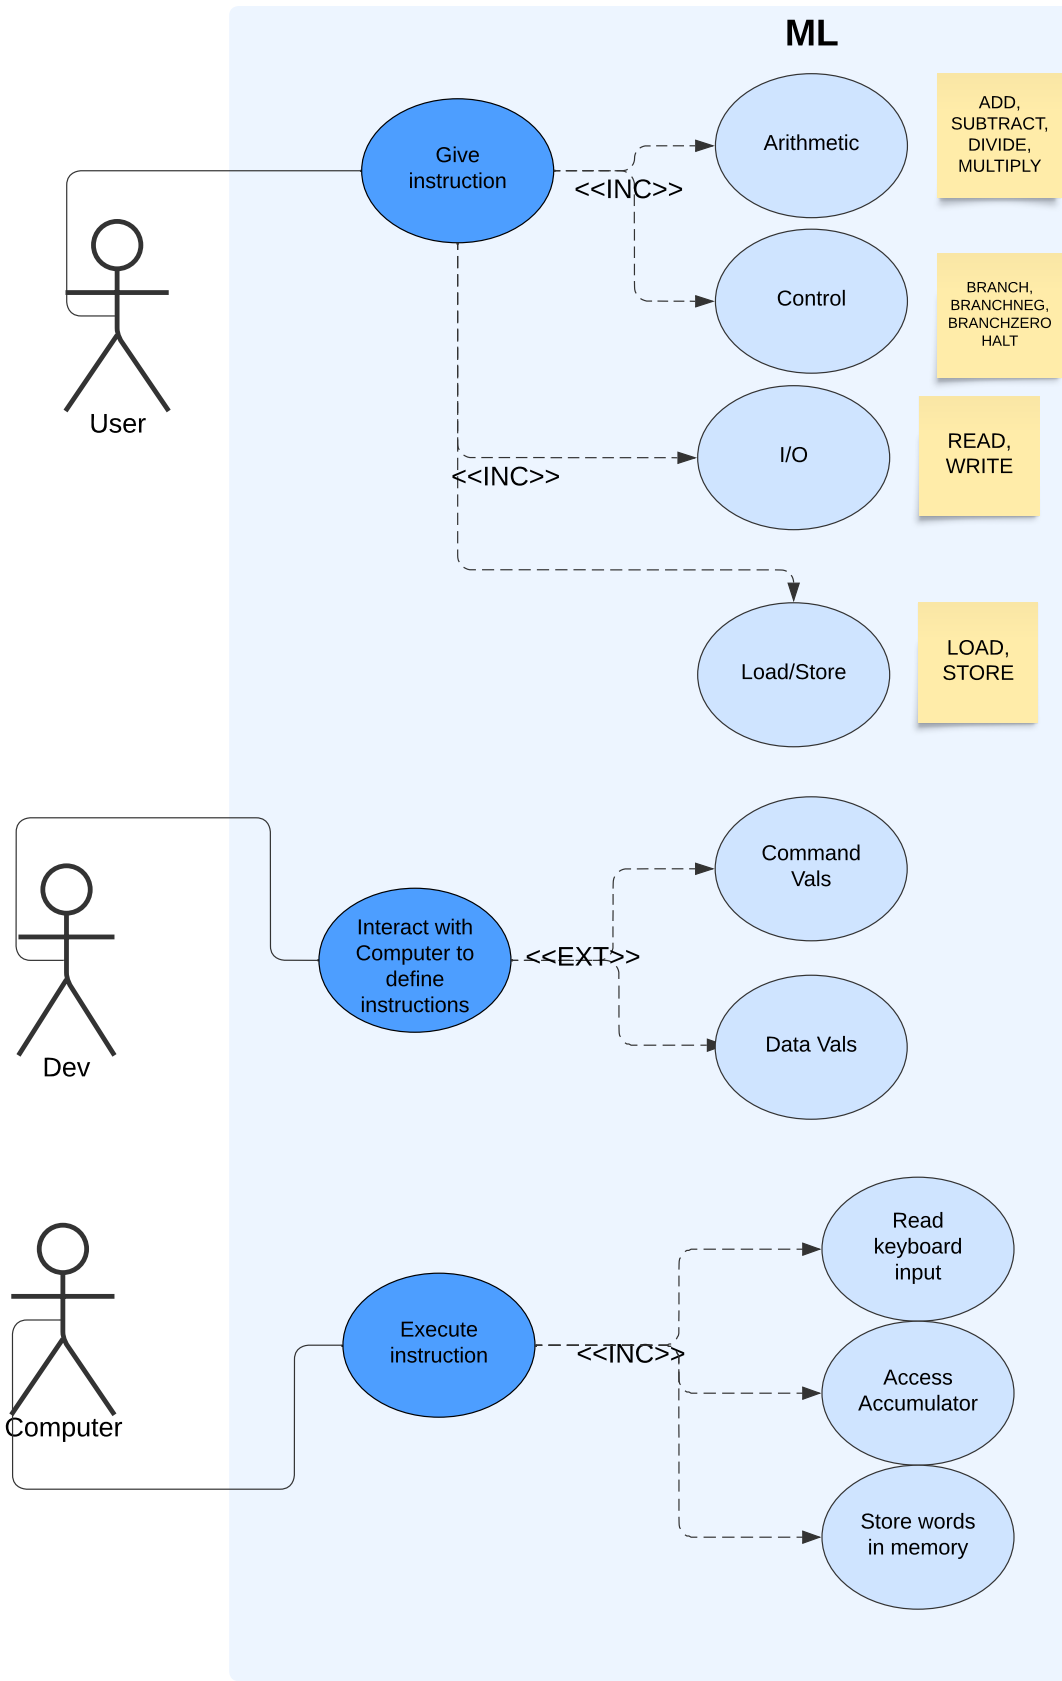 ML
Give
instruction
<<INC>>
Arithmetic
ADD,
SUBTRACT,
DIVIDE,
MULTIPLY
Control
BRANCH,
BRANCHNEG,
BRANCHZERO
HALT
User
I/O
READ,
WRITE
<<INC>>
Load/Store
LOAD,
STORE
Command
Vals
Interact with
Computer to
define
instructions
<<EXT>>
Data Vals
Dev
Read
keyboard
input
Execute
instruction
<<INC>>
Access
Accumulator
Computer
Store words
in memory